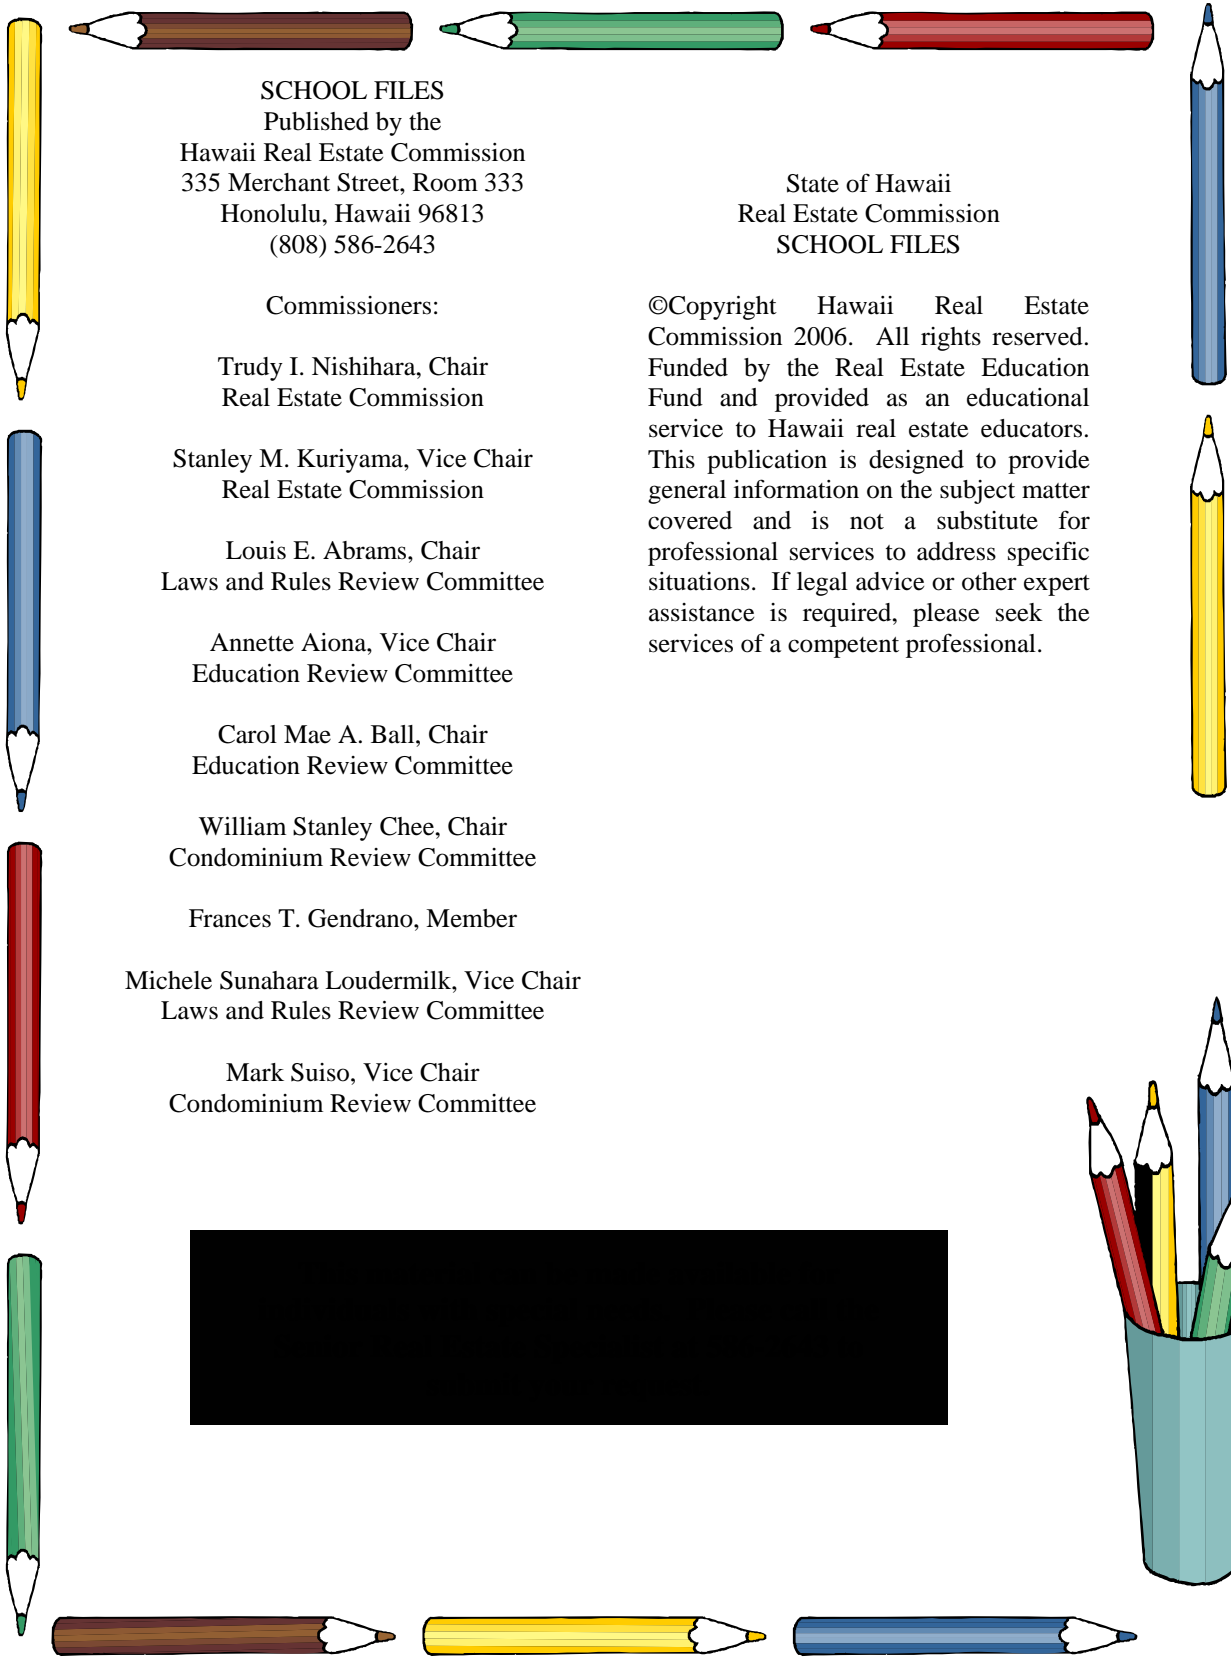 SCHOOL FILES
Published by the
Hawaii Real Estate Commission
335 Merchant Street, Room 333
Honolulu, Hawaii 96813
(808) 586-2643
Commissioners:
Trudy I. Nishihara, Chair
Real Estate Commission
Stanley M. Kuriyama, Vice Chair
Real Estate Commission
Louis E. Abrams, Chair
Laws and Rules Review Committee
Annette Aiona, Vice Chair
Education Review Committee
Carol Mae A. Ball, Chair
Education Review Committee
William Stanley Chee, Chair
Condominium Review Committee
Frances T. Gendrano, Member
Michele Sunahara Loudermilk, Vice Chair
Laws and Rules Review Committee
Mark Suiso, Vice Chair
Condominium Review Committee
State of Hawaii
Real Estate Commission
SCHOOL FILES
©Copyright Hawaii Real Estate
Commission 2006. All rights reserved.
Funded by the Real Estate Education
Fund and provided as an educational
service to Hawaii real estate educators.
This publication is designed to provide
general information on the subject matter
covered and is not a substitute for
professional services to address specific
situations. If legal advice or other expert
assistance is required, please seek the
services of a competent professional.